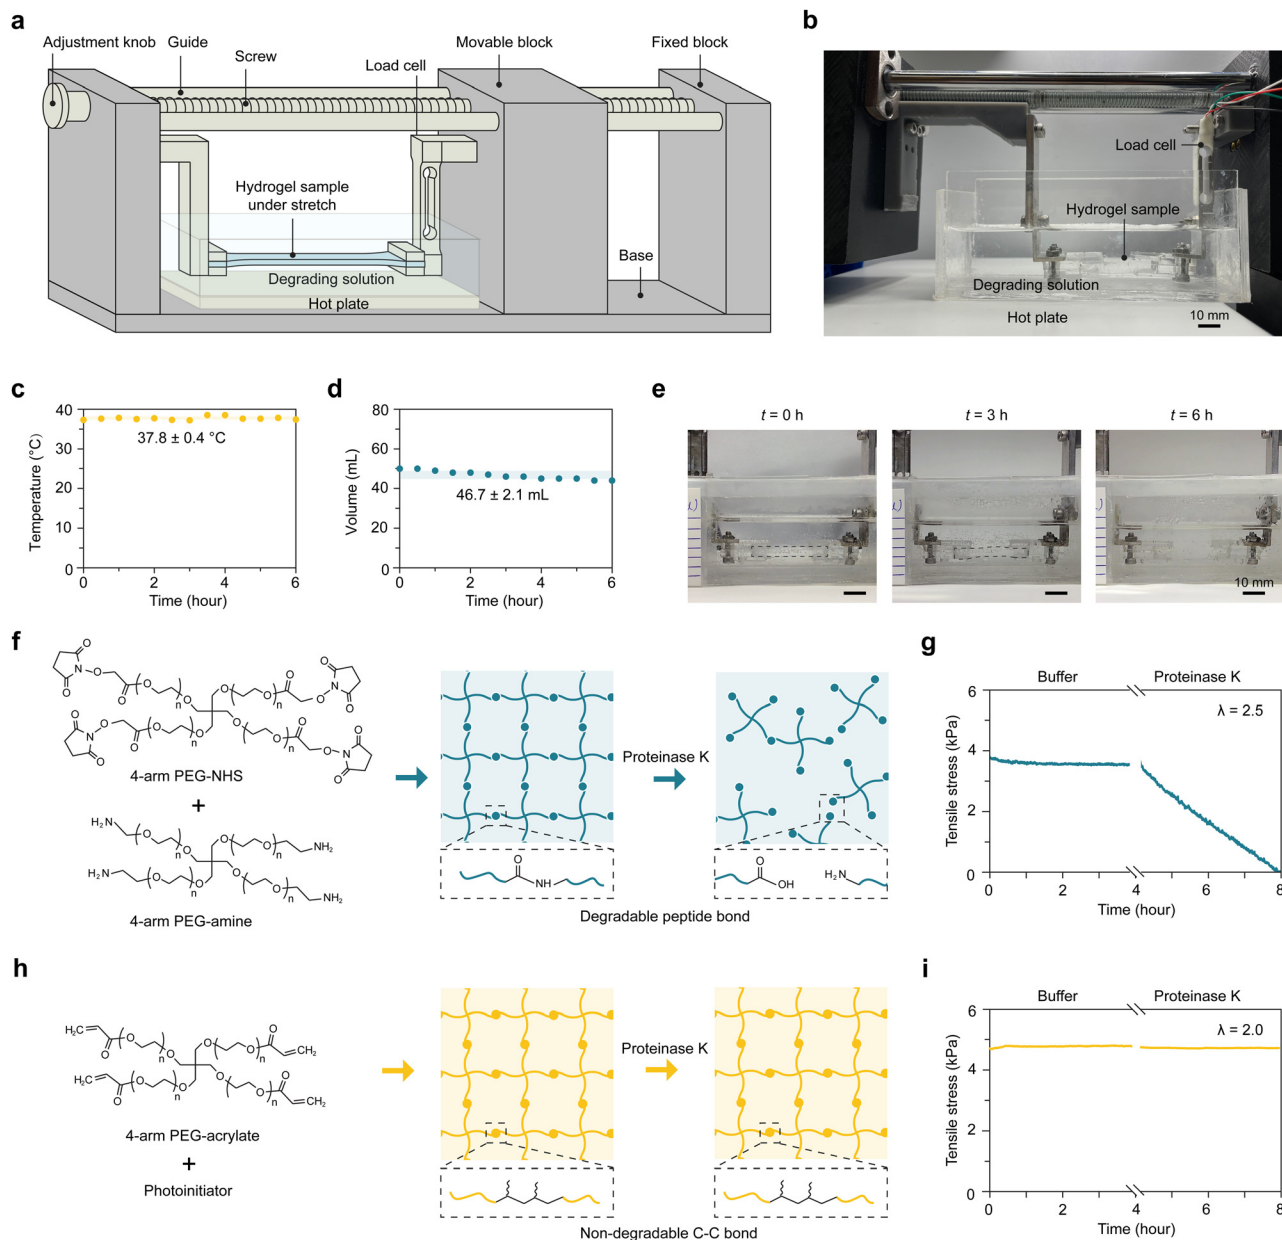 a
Adjustment knob
Guide
Screw
Load cell
Movable block
Fixed block
Hydrogel sample
under stretch
Degrading solution
Hot plate
Base
b
Load cell
Hydrogel sample
Degrading solution
Hot plate
10 mm
c
Temperature (°C)
40
30
20
10
0
37.8 ± 0.4 °C
0
2
4
6
Time (hour)
d
Volume (mL)
80
60
40
20
0
46.7 ± 2.1 mL
0
2
4
6
Time (hour)
e
t = 0 h
t = 3 h
t = 6 h
10 mm
f
4-arm PEG-NHS
+
4-arm PEG-amine
Proteinase K
Degradable peptide bond
g
Buffer
Proteinase K
λ = 2.5
Tensile stress (kPa)
6
4
2
0
0
2
4
6
8
Time (hour)
h
4-arm PEG-acrylate
+
Photoinitiator
Proteinase K
Non-degradable C-C bond
i
Buffer
Proteinase K
λ = 2.0
Tensile stress (kPa)
6
4
2
0
0
2
4
6
8
Time (hour)